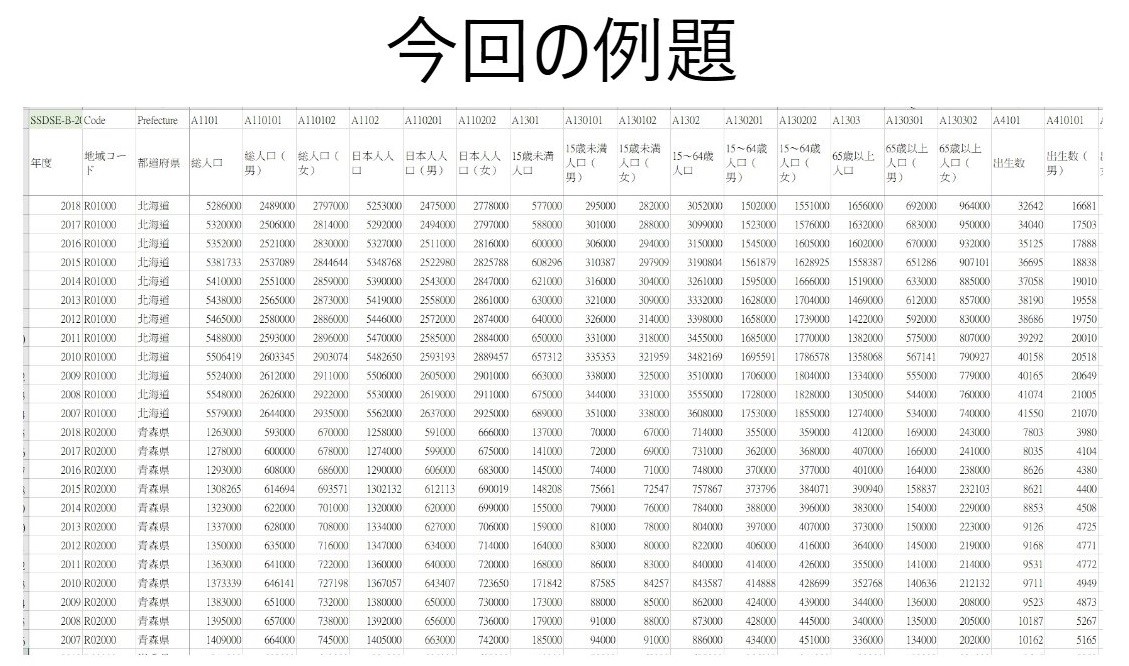 今回の例題
SSDSE-B-20 Code Prefecture A1101 A110101 A110102 A1102 A110201 A110202 A1301 A130101 A130102 A1302 A130201 A130202 A1303 A130301 A130302 A4101 A410101
年度 地域コード 都道府県 総人口 総人口（男） 総人口（女） 日本人人口 日本人人口（男） 日本人人口（女） 15歳未満人口 15歳未満人口（男） 15歳未満人口（女） 15～64歳人口 15～64歳人口（男） 15～64歳人口（女） 65歳以上人口 65歳以上人口（男） 65歳以上人口（女） 出生数 出生数（男）
2018 R01000 北海道 5286000 2489000 2797000 5253000 2475000 2778000 577000 295000 282000 3052000 1502000 1551000 1656000 692000 964000 32642 16681
2017 R01000 北海道 5320000 2506000 2814000 5292000 2494000 2797000 588000 301000 288000 3099000 1523000 1576000 1632000 683000 950000 34040 17503
2016 R01000 北海道 5352000 2521000 2830000 5327000 2511000 2816000 600000 306000 294000 3150000 1545000 1605000 1602000 670000 932000 35125 17888
2015 R01000 北海道 5381733 2537089 2844644 5348768 2522980 2825788 608296 310387 297909 3190804 1561879 1628925 1558387 651286 907101 36695 18838
2014 R01000 北海道 5410000 2551000 2859000 5390000 2543000 2847000 621000 316000 304000 3261000 1595000 1666000 1519000 633000 885000 37058 19010
2013 R01000 北海道 5438000 2565000 2873000 5419000 2558000 2861000 630000 321000 309000 3332000 1628000 1704000 1469000 612000 857000 38190 19558
2012 R01000 北海道 5465000 2580000 2886000 5446000 2572000 2874000 640000 326000 314000 3398000 1658000 1739000 1422000 592000 830000 38686 19750
2011 R01000 北海道 5488000 2593000 2896000 5470000 2585000 2884000 650000 331000 318000 3455000 1685000 1770000 1382000 575000 807000 39292 20010
2010 R01000 北海道 5506419 2603345 2903074 5482650 2593193 2889457 657312 335353 321959 3482169 1695591 1786578 1358068 567141 790927 40158 20518
2009 R01000 北海道 5524000 2612000 2911000 5506000 2605000 2901000 663000 338000 325000 3510000 1706000 1804000 1334000 555000 779000 40165 20649
2008 R01000 北海道 5548000 2626000 2922000 5530000 2619000 2911000 675000 344000 331000 3555000 1728000 1828000 1305000 544000 760000 41074 21005
2007 R01000 北海道 5579000 2644000 2935000 5562000 2637000 2925000 689000 351000 338000 3608000 1753000 1855000 1274000 534000 740000 41550 21070
2018 R02000 青森県 1263000 593000 670000 1258000 591000 666000 137000 70000 67000 714000 355000 359000 412000 169000 243000 7803 3980
2017 R02000 青森県 1278000 600000 678000 1274000 599000 675000 141000 72000 69000 731000 362000 368000 407000 166000 241000 8035 4104
2016 R02000 青森県 1293000 608000 686000 1290000 606000 683000 145000 74000 71000 748000 370000 377000 401000 164000 238000 8626 4380
2015 R02000 青森県 1308265 614694 693571 1302132 612113 690019 148208 75661 72547 757867 373796 384071 390940 158837 232103 8621 4400
2014 R02000 青森県 1323000 622000 701000 1320000 620000 699000 155000 79000 76000 784000 388000 396000 383000 154000 229000 8853 4508
2013 R02000 青森県 1337000 628000 708000 1334000 627000 706000 159000 81000 78000 804000 397000 407000 373000 150000 223000 9126 4725
2012 R02000 青森県 1350000 635000 716000 1347000 634000 714000 164000 83000 80000 822000 406000 416000 364000 145000 219000 9168 4771
2011 R02000 青森県 1363000 641000 722000 1360000 640000 720000 168000 86000 83000 840000 414000 426000 355000 141000 214000 9531 4772
2010 R02000 青森県 1373339 646141 727198 1367057 643407 723650 171842 87585 84257 843587 414888 428699 352768 140636 212132 9711 4949
2009 R02000 青森県 1383000 651000 732000 1380000 650000 730000 173000 88000 85000 862000 424000 439000 344000 136000 208000 9523 4873
2008 R02000 青森県 1395000 657000 738000 1392000 656000 736000 179000 91000 88000 873000 428000 445000 340000 135000 205000 10187 5267
2007 R02000 青森県 1409000 664000 745000 1405000 663000 742000 185000 94000 91000 886000 434000 451000 336000 134000 202000 10162 5165